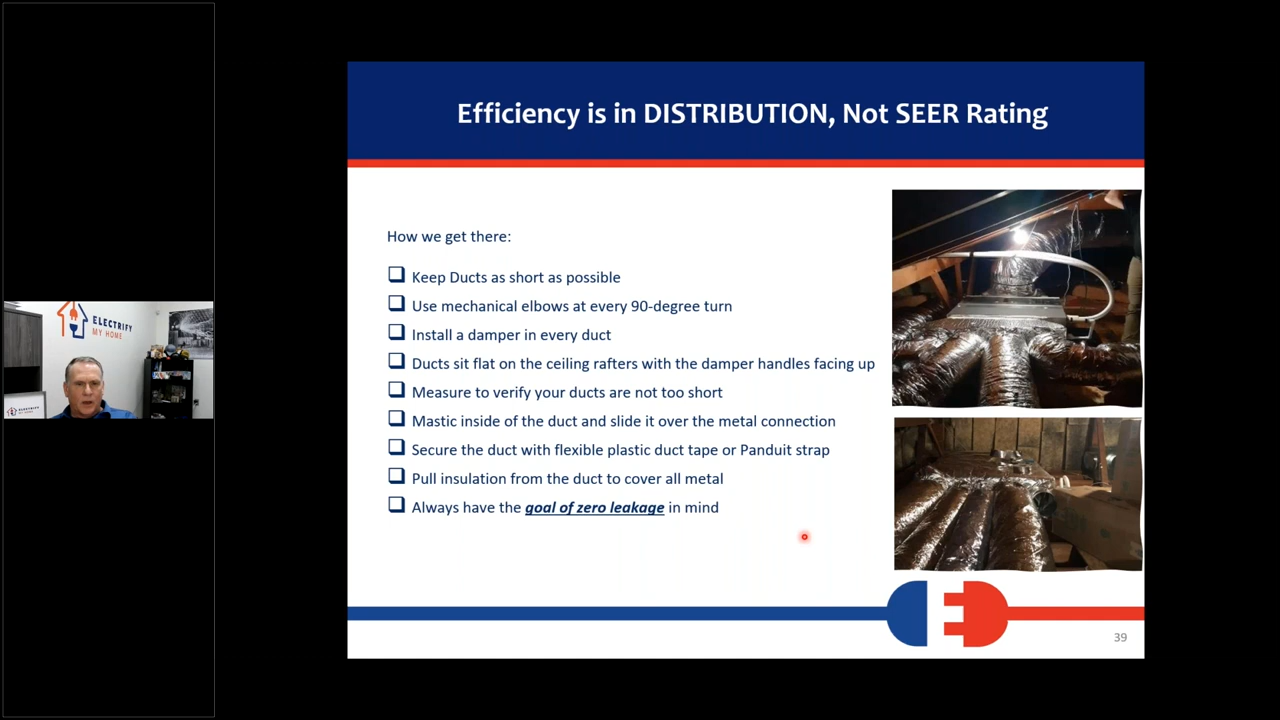 Efficiency is in DISTRIBUTION, Not SEER Rating
How we get there:
Keep Ducts as short as possible
Use mechanical elbows at every 90-degree turn
Install a damper in every duct
Ducts sit flat on the ceiling rafters with the damper handles facing up
Measure to verify your ducts are not too short
Mastic inside of the duct and slide it over the metal connection
Secure the duct with flexible plastic duct tape or Panduit strap
Pull insulation from the duct to cover all metal
Always have the goal of zero leakage in mind
39
ELECTRIFY
MY HOME
ELECTRIFY